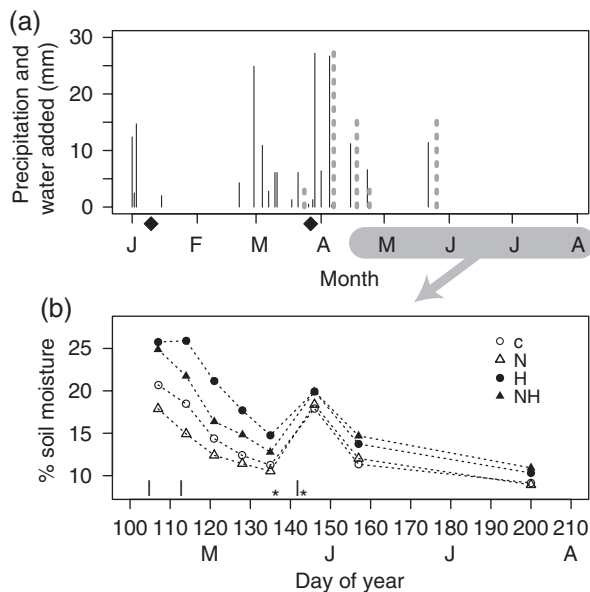 (a)
Precipitation and
water added (mm)
30
20
10
0
J F M A M J J A
Month
(b)
% soil moisture
25
20
15
10
c
N
H
NH
* *
100 110 120 130 140 150 160 170 180 190 200 210
M J J A
Day of year